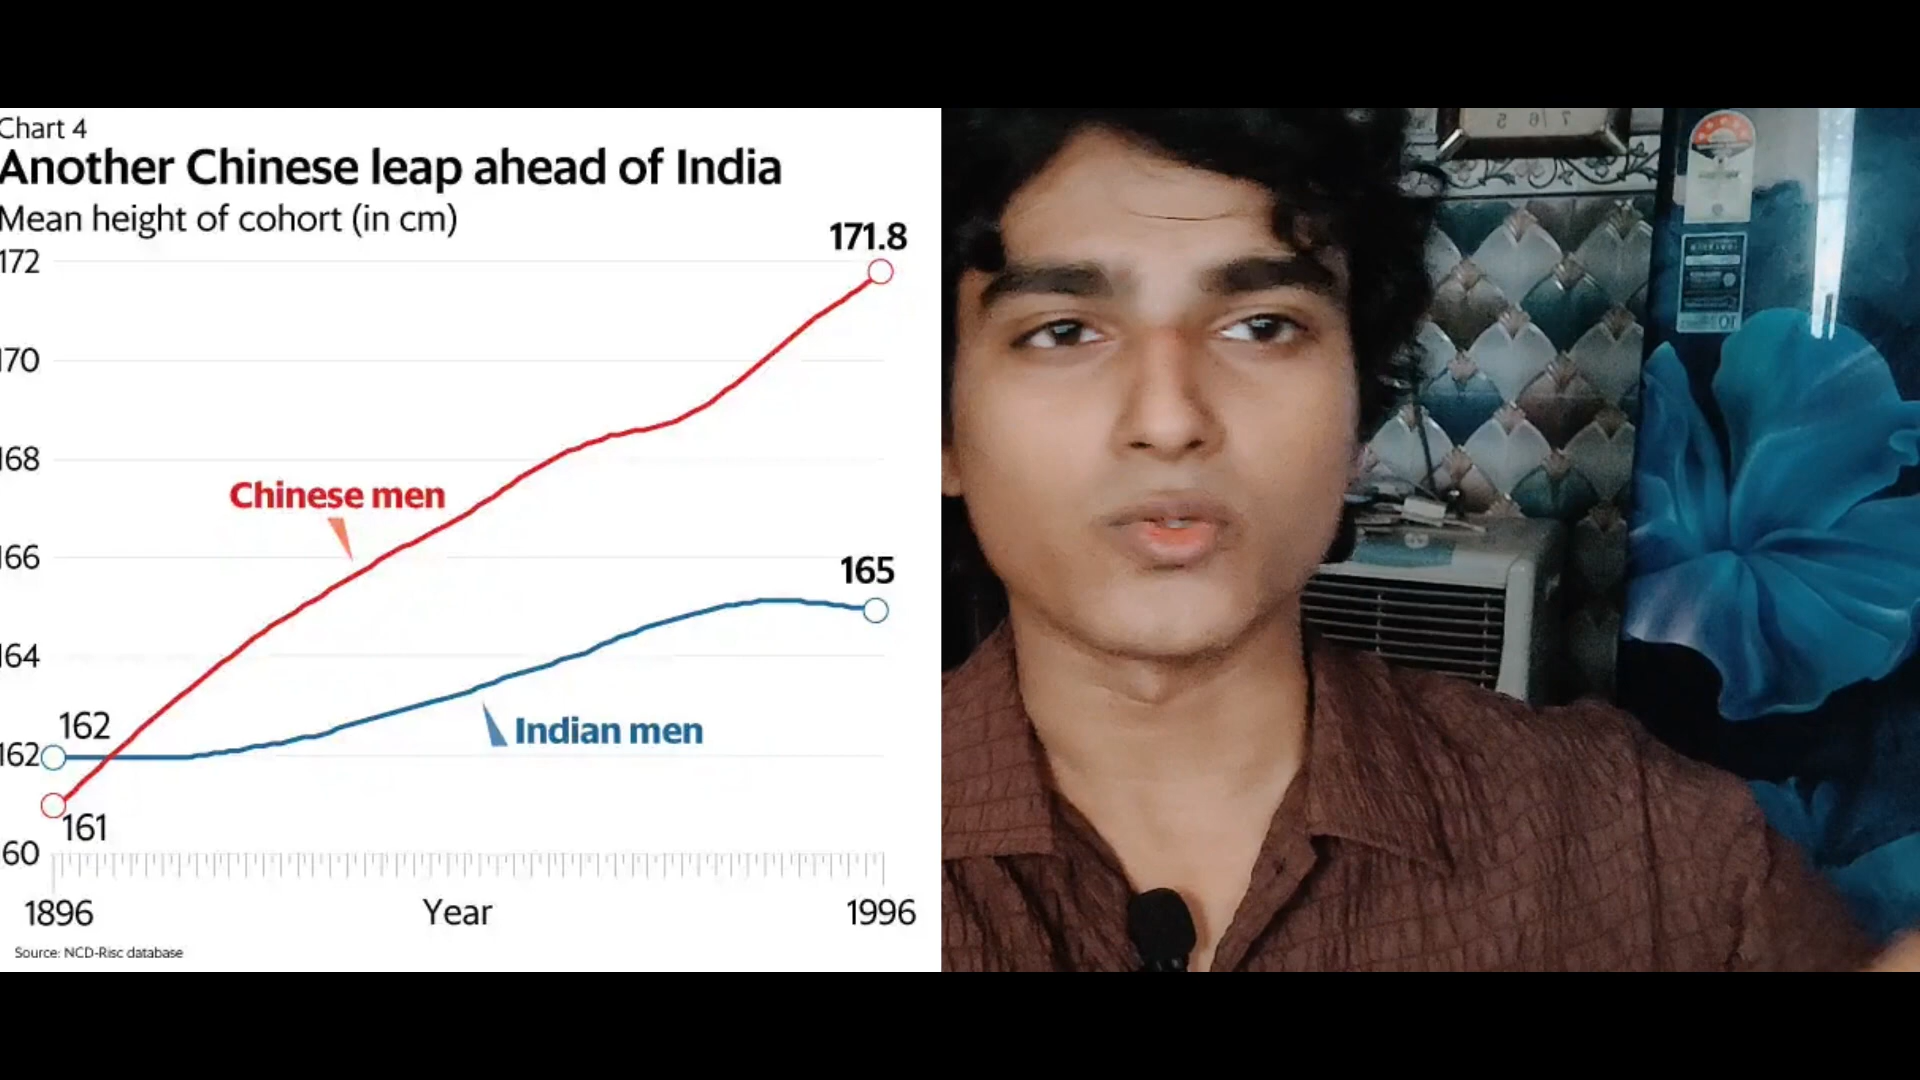 Chart 4
Another Chinese leap ahead of India
Mean height of cohort (in cm)
171.8
172
170
168
Chinese men
166
165
164
162
Indian men
162
161
160
1896
Year
1996
Source: NCD-Risc database